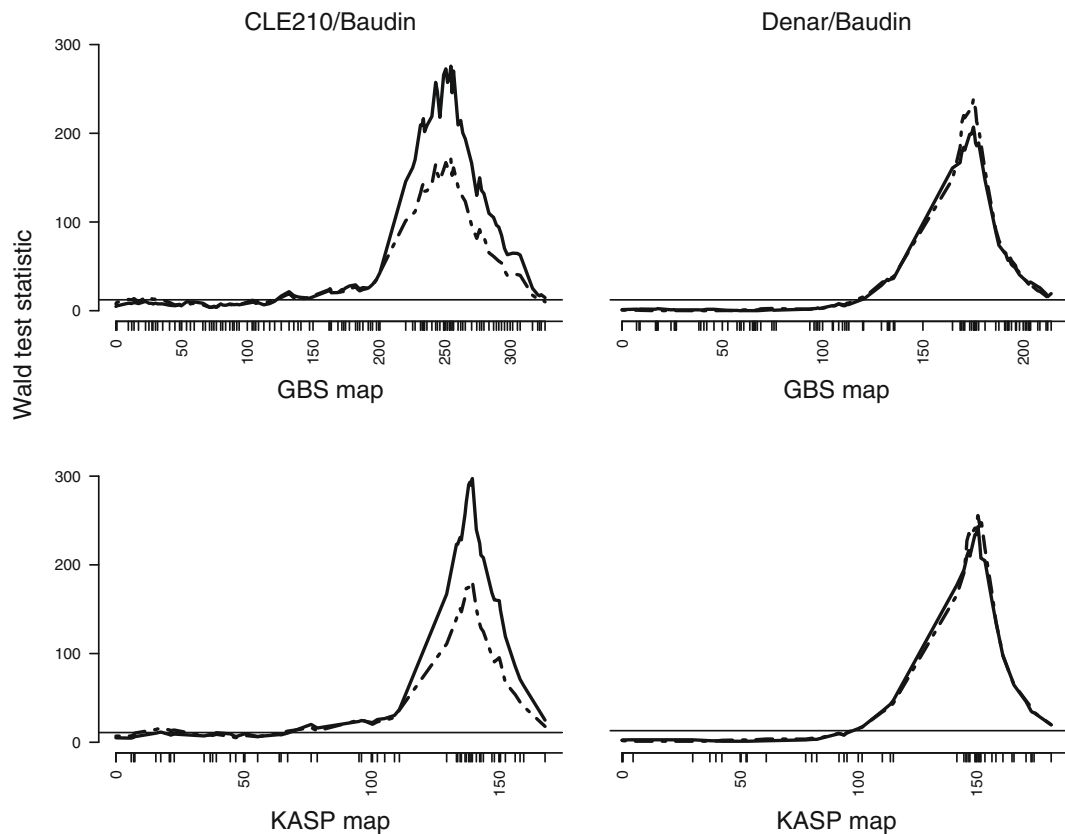 CLE210/Baudin
Denar/Baudin
Wald test statistic
300
200
100
0
0 50 100 150 200 250 300
GBS map
0 50 100 150 200
GBS map
300
200
100
0
0 50 100 150
KASP map
0 50 100 150
KASP map